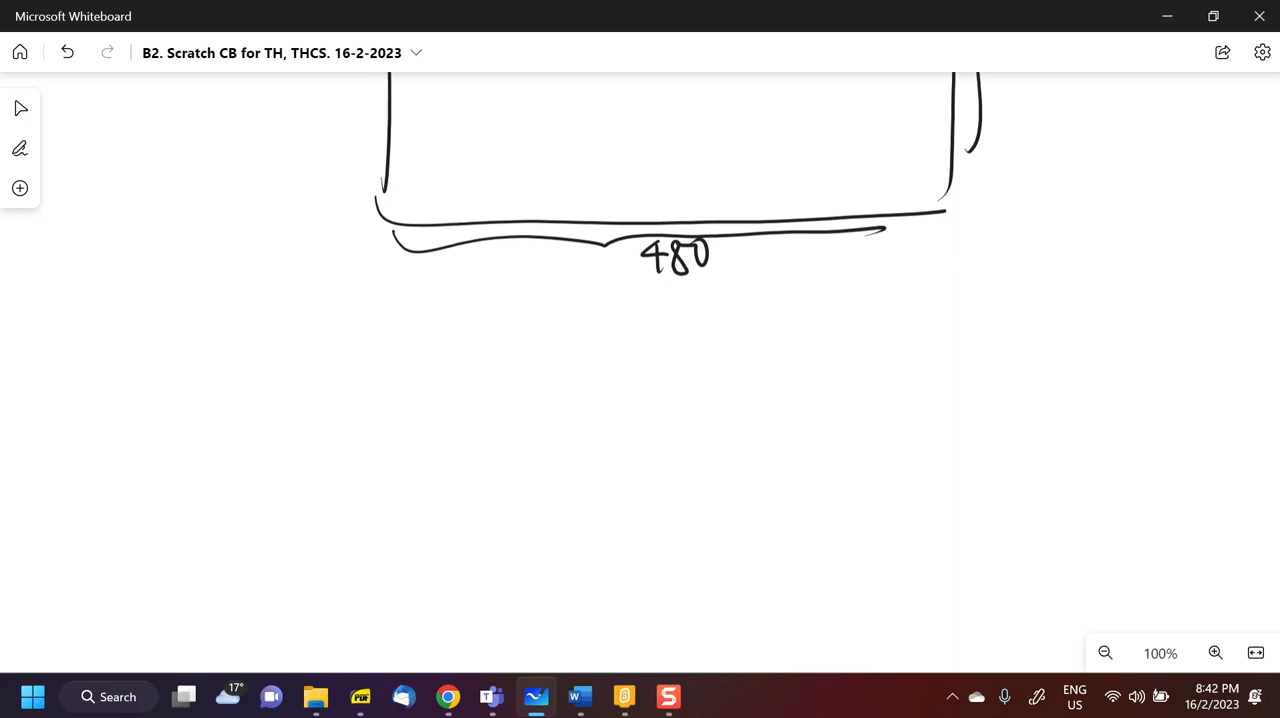 Microsoft Whiteboard
B2. Scratch CB for TH, THCS. 16-2-2023
480
100%
17°
Search
PDF
ENG
US
8:42 PM
16/2/2023